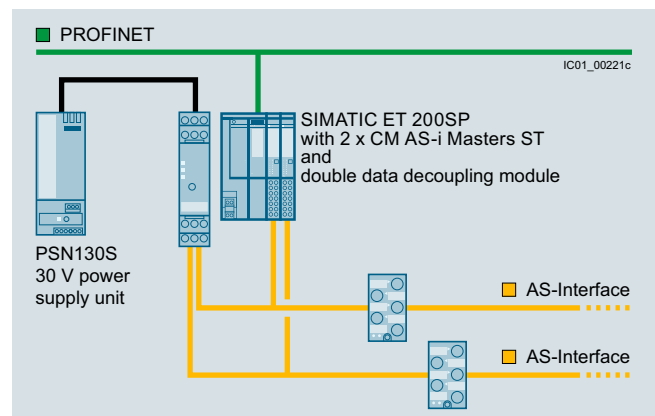 PROFINET
IC01_00221c
SIMATIC ET 200SP
with 2 x CM AS-i Masters ST
and
double data decoupling module
PSN130S
30 V power
supply unit
AS-Interface
AS-Interface